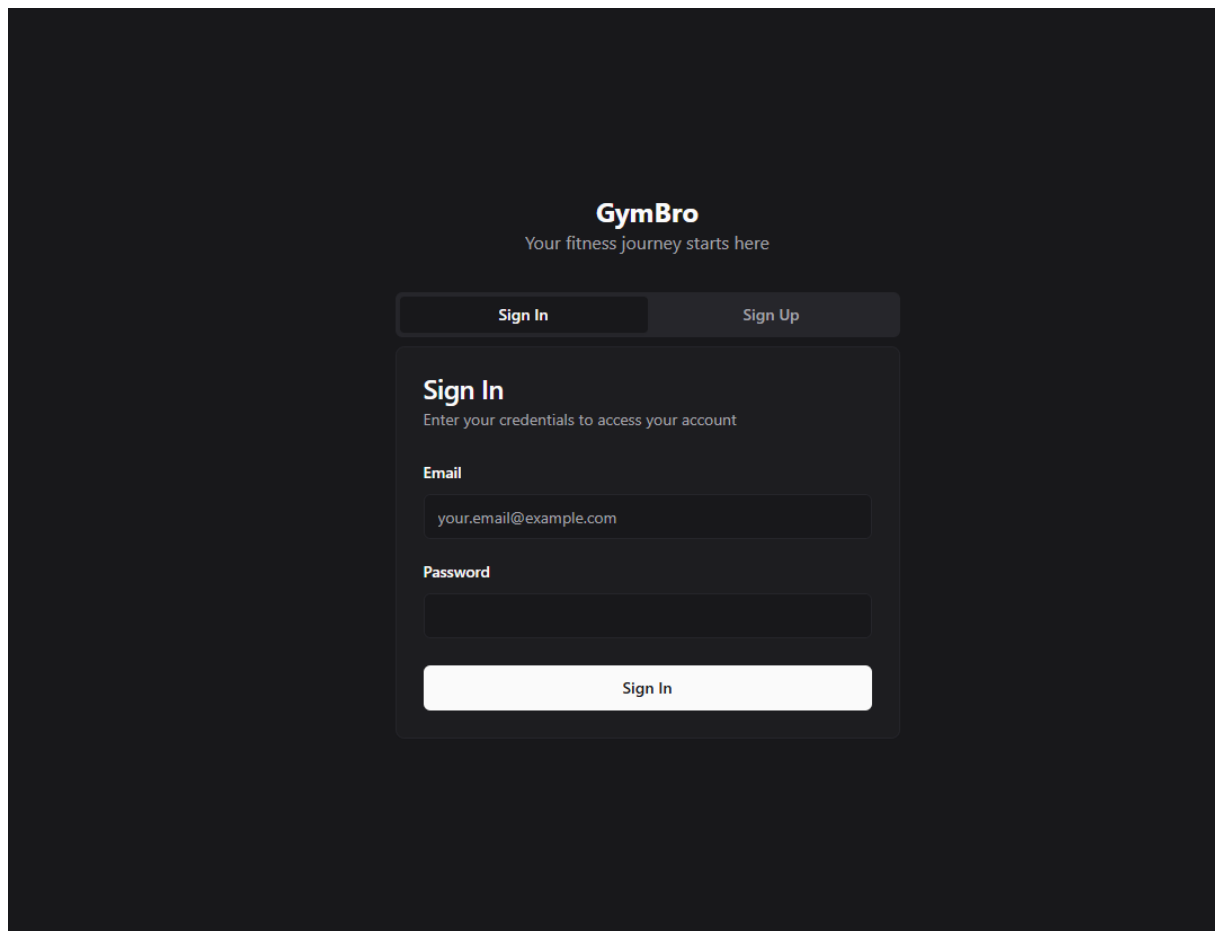 GymBro
Your fitness journey starts here
Sign In
Sign Up
Sign In
Enter your credentials to access your account
Email
your.email@example.com
Password
Sign In